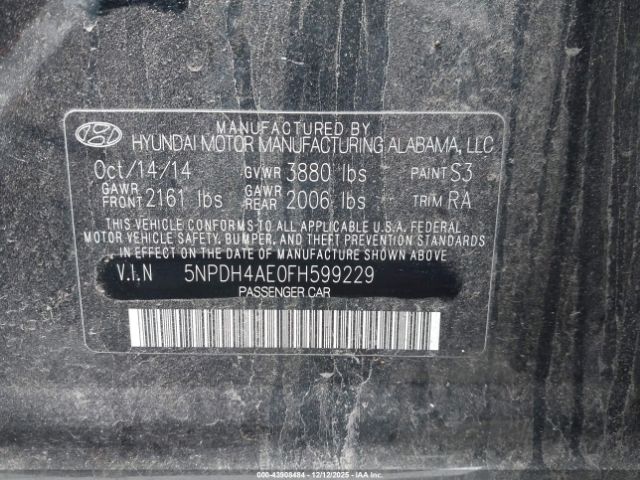 MANUFACTURED BY
HYUNDAI MOTOR MANUFACTURING ALABAMA, LLC
Oct/14/14 GVWR 3880 lbs PAINT S3
GAWR FRONT 2161 lbs GAWR REAR 2006 lbs TRIM RA
THIS VEHICLE CONFORMS TO ALL APPLICABLE U.S.A. FEDERAL
MOTOR VEHICLE SAFETY, BUMPER, AND THEFT PREVENTION STANDARDS
IN EFFECT ON THE DATE OF MANUFACTURE SHOWN ABOVE.
V.I.N 5NPDH4AE0FH599229
PASSENGER CAR
000-43908484 - 12/12/2025 - IAAI.COM